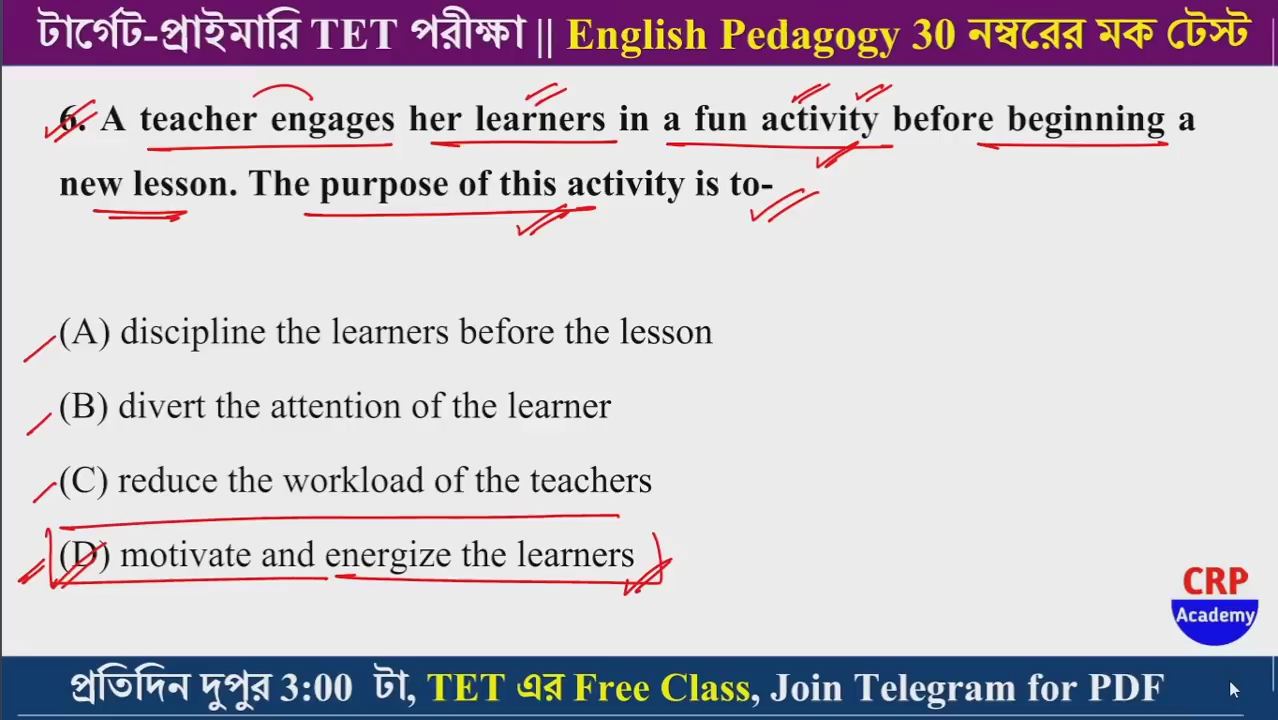 টার্গেট-প্রাইমারি TET পরীক্ষা || English Pedagogy 30 নম্বরের মক টেস্ট
6. A teacher engages her learners in a fun activity before beginning a
new lesson. The purpose of this activity is to-
(A) discipline the learners before the lesson
(B) divert the attention of the learner
(C) reduce the workload of the teachers
(D) motivate and energize the learners
CRP
Academy
প্রতিদিন দুপুর 3:00 টা, TET এর Free Class, Join Telegram for PDF